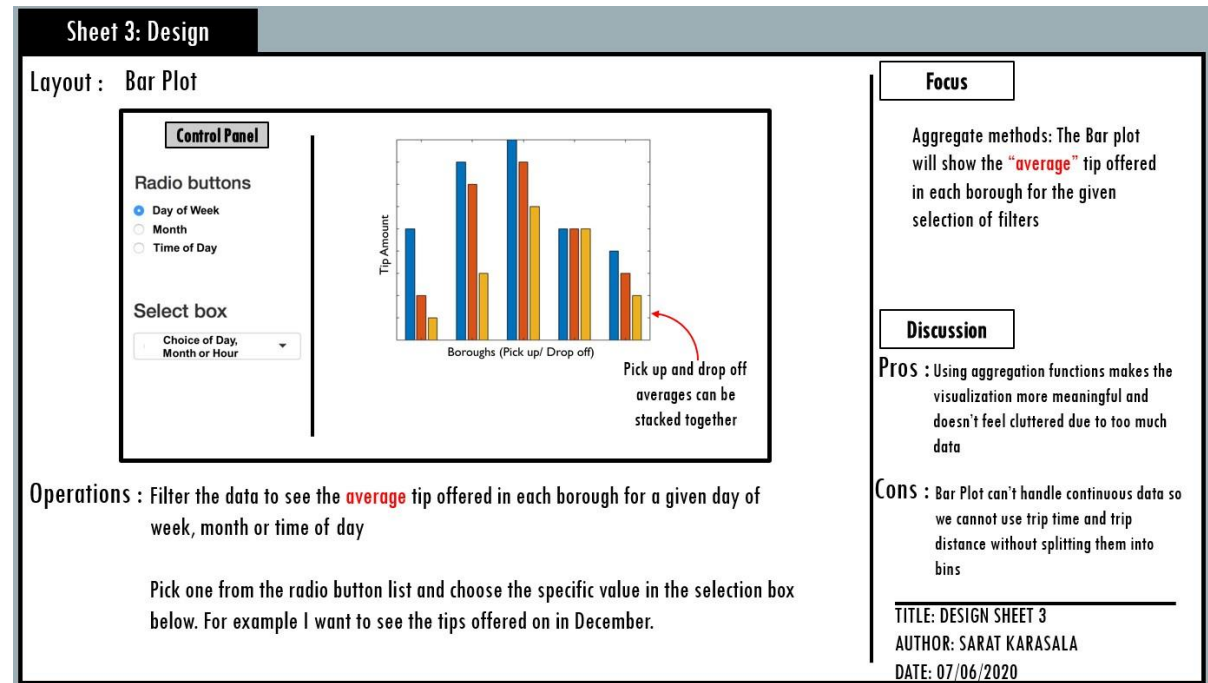 Sheet 3: Design
Layout : Bar Plot
Control Panel
Radio buttons
Day of Week
Month
Time of Day
Select box
Choice of Day,
Month or Hour
Tip Amount
Boroughs (Pick up/ Drop off)
Pick up and drop off
averages can be
stacked together
Operations : Filter the data to see the average tip offered in each borough for a given day of
week, month or time of day
Pick one from the radio button list and choose the specific value in the selection box
below. For example I want to see the tips offered on in December.
Focus
Aggregate methods: The Bar plot
will show the “average” tip offered
in each borough for the given
selection of filters
Discussion
Pros : Using aggregation functions makes the
visualization more meaningful and
doesn't feel cluttered due to too much
data
Cons : Bar Plot can't handle continuous data so
we cannot use trip time and trip
distance without splitting them into
bins
TITLE: DESIGN SHEET 3
AUTHOR: SARAT KARASALA
DATE: 07/06/2020